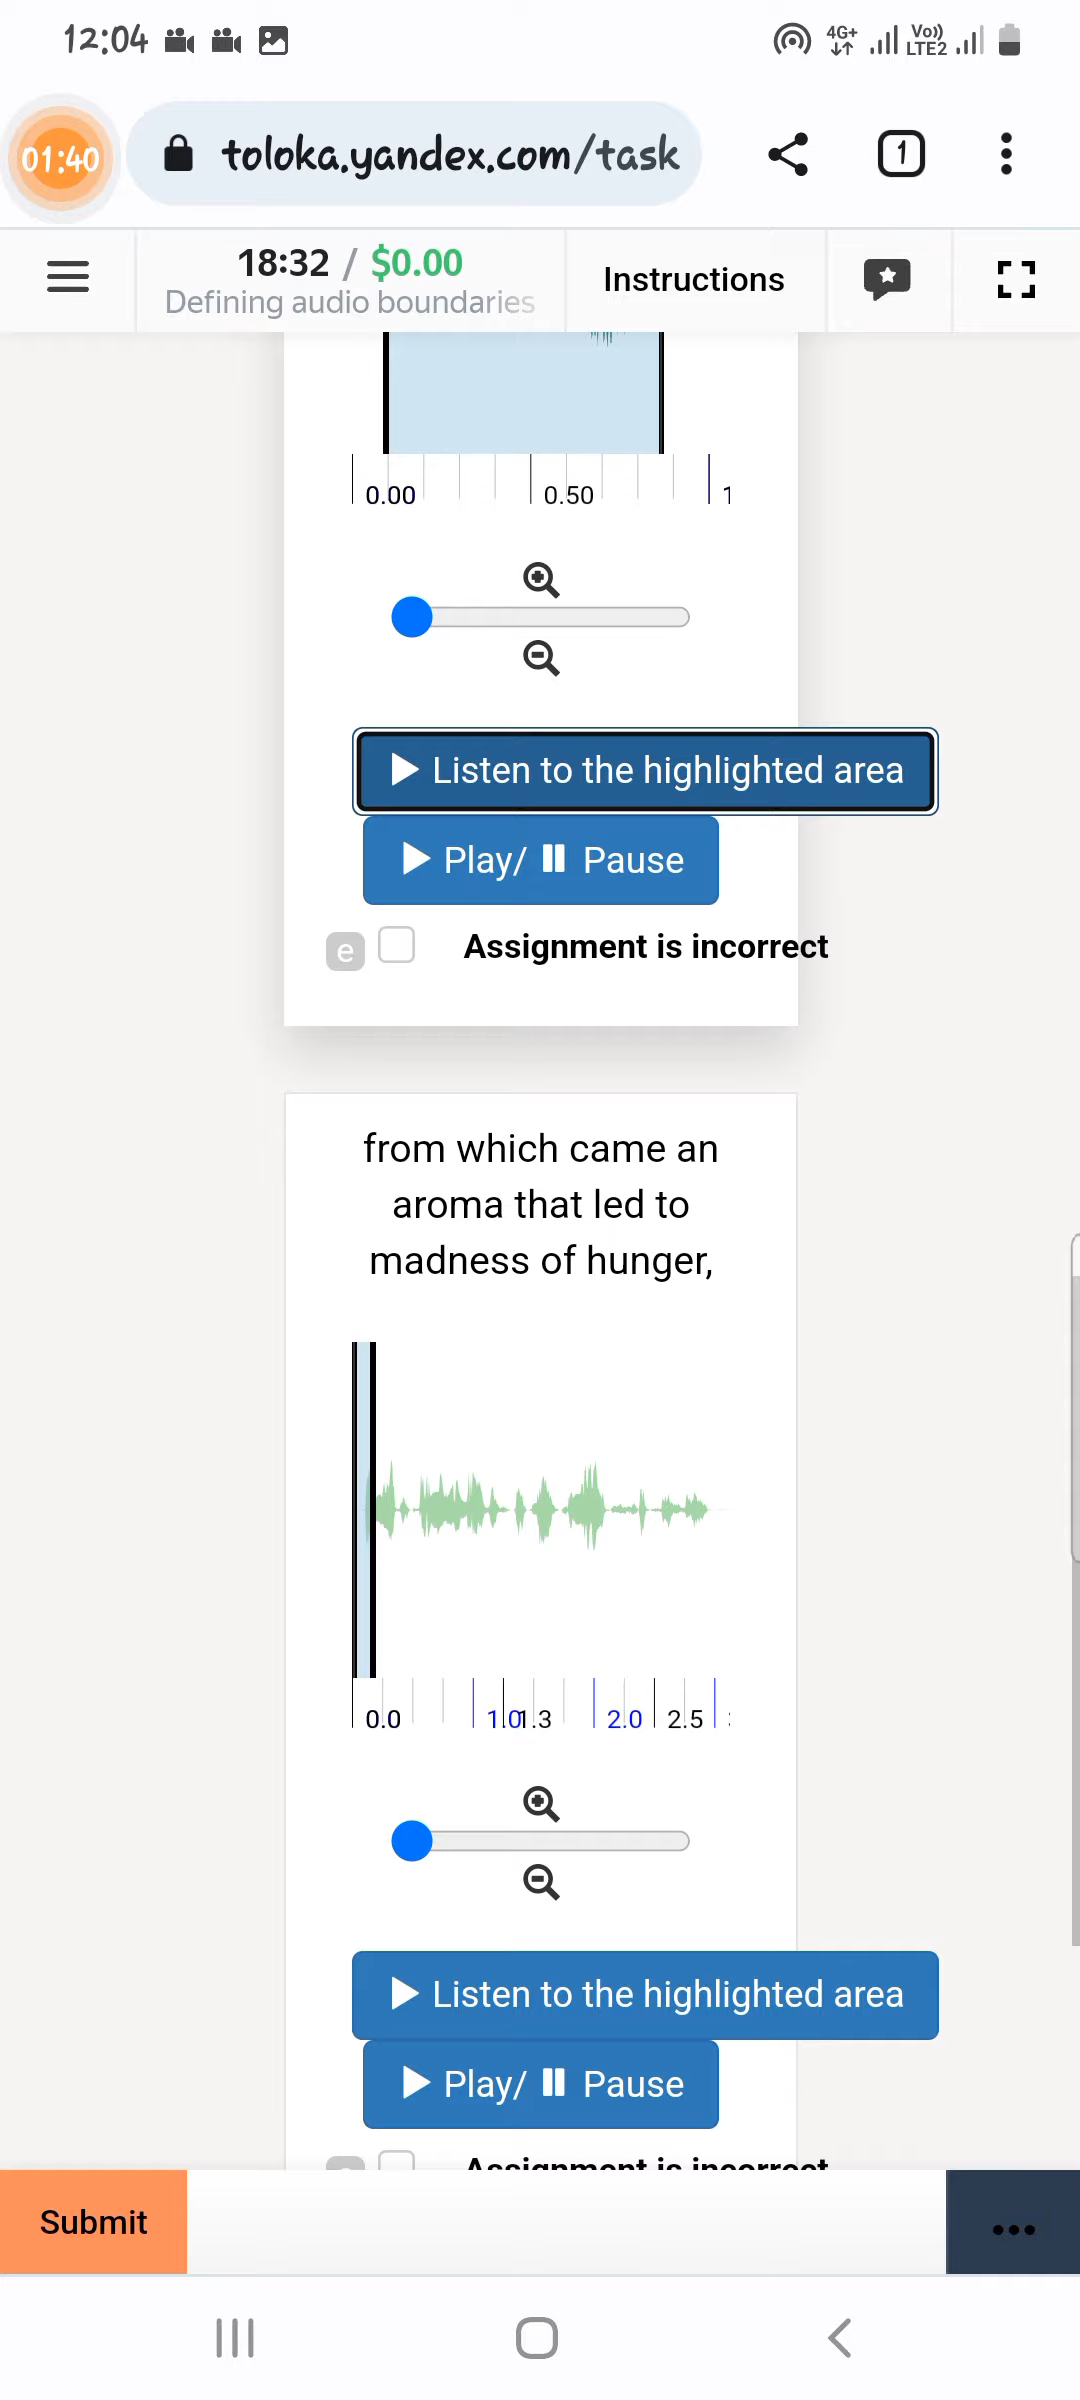 12:04
4G+
Vo))
LTE2
01:40
toloka.yandex.com/task
1
18:32 / $0.00
Instructions
Defining audio boundaries
0.00
0.50
1
Listen to the highlighted area
Play/ Pause
e
Assignment is incorrect
from which came an
aroma that led to
madness of hunger,
0.0
1.0
1.3
2.0
2.5
Listen to the highlighted area
Play/ Pause
Assignment is incorrect
Submit